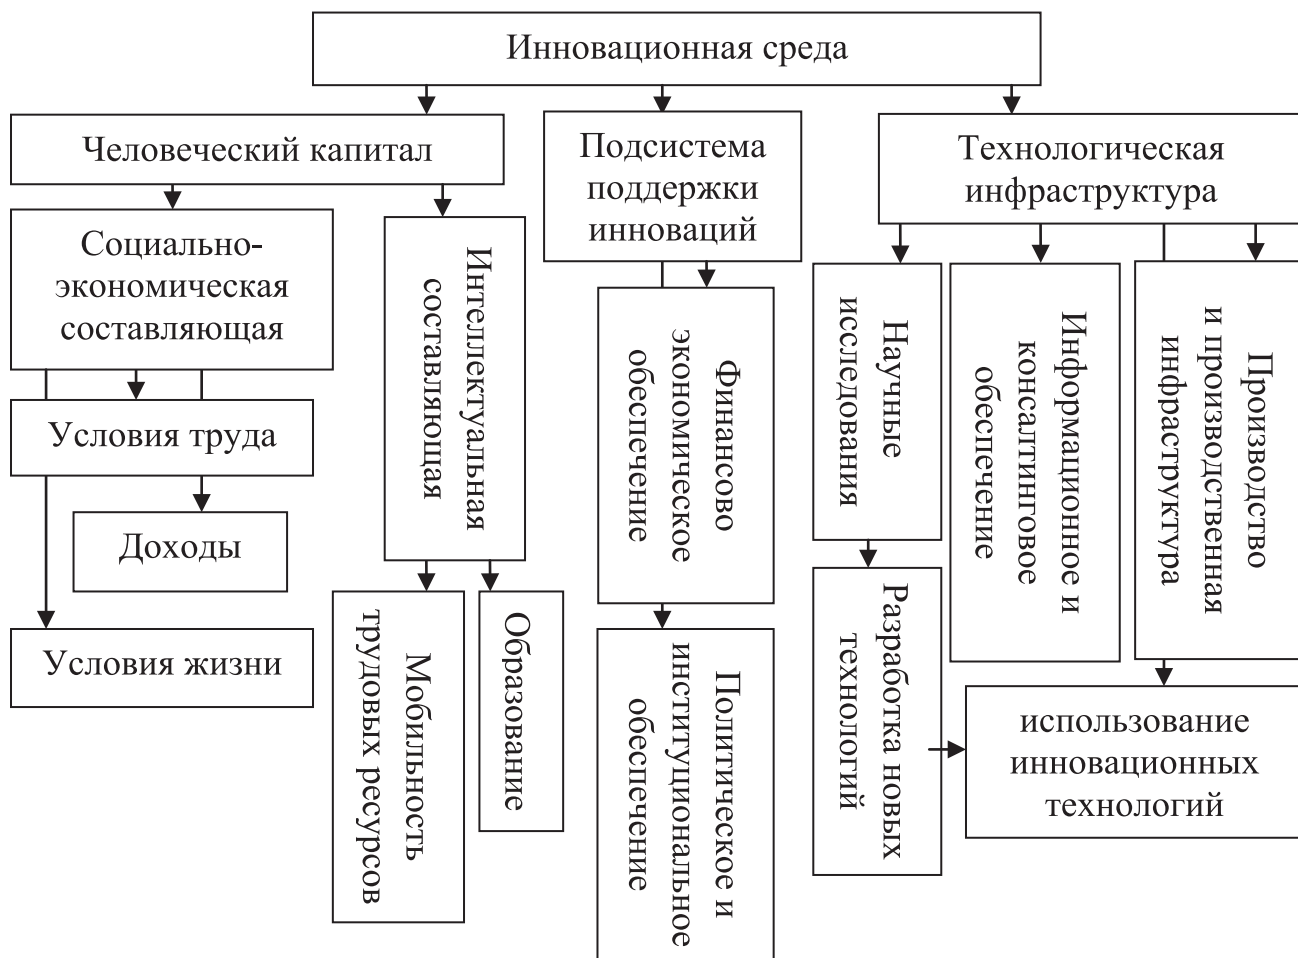 Инновационная среда
Человеческий капитал
Подсистема
поддержки
инноваций
Технологическая
инфраструктура
Социально-
экономическая
составляющая
Интеллектуальная
составляющая
Финансово
экономическое
обеспечение
Научные
исследования
Информационное и
консалтинговое
обеспечение
Производство
и производственная
инфраструктура
Условия труда
Доходы
Условия жизни
Мобильность
трудовых ресурсов
Образование
Политическое и
институциональное
обеспечение
Разработка новых
технологий
использование
инновационных
технологий